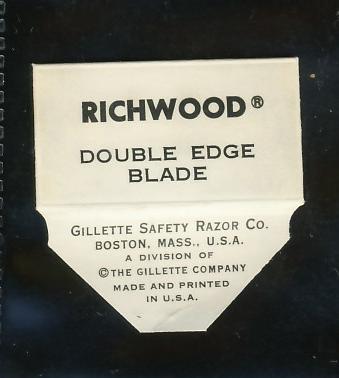 RICHWOOD®
DOUBLE EDGE
BLADE
GILLETTE SAFETY RAZOR CO.
BOSTON, MASS., U.S.A.
A DIVISION OF
© THE GILLETTE COMPANY
MADE AND PRINTED
IN U.S.A.